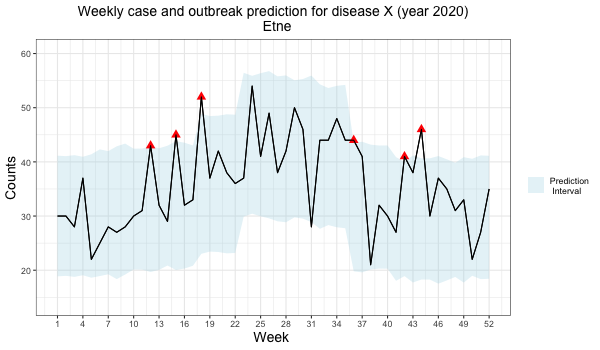 Weekly case and outbreak prediction for disease X (year 2020)
Etne
60
50
40
30
20
Counts
1 4 7 10 13 16 19 22 25 28 31 34 37 40 43 46 49 52
Week
Prediction
Interval